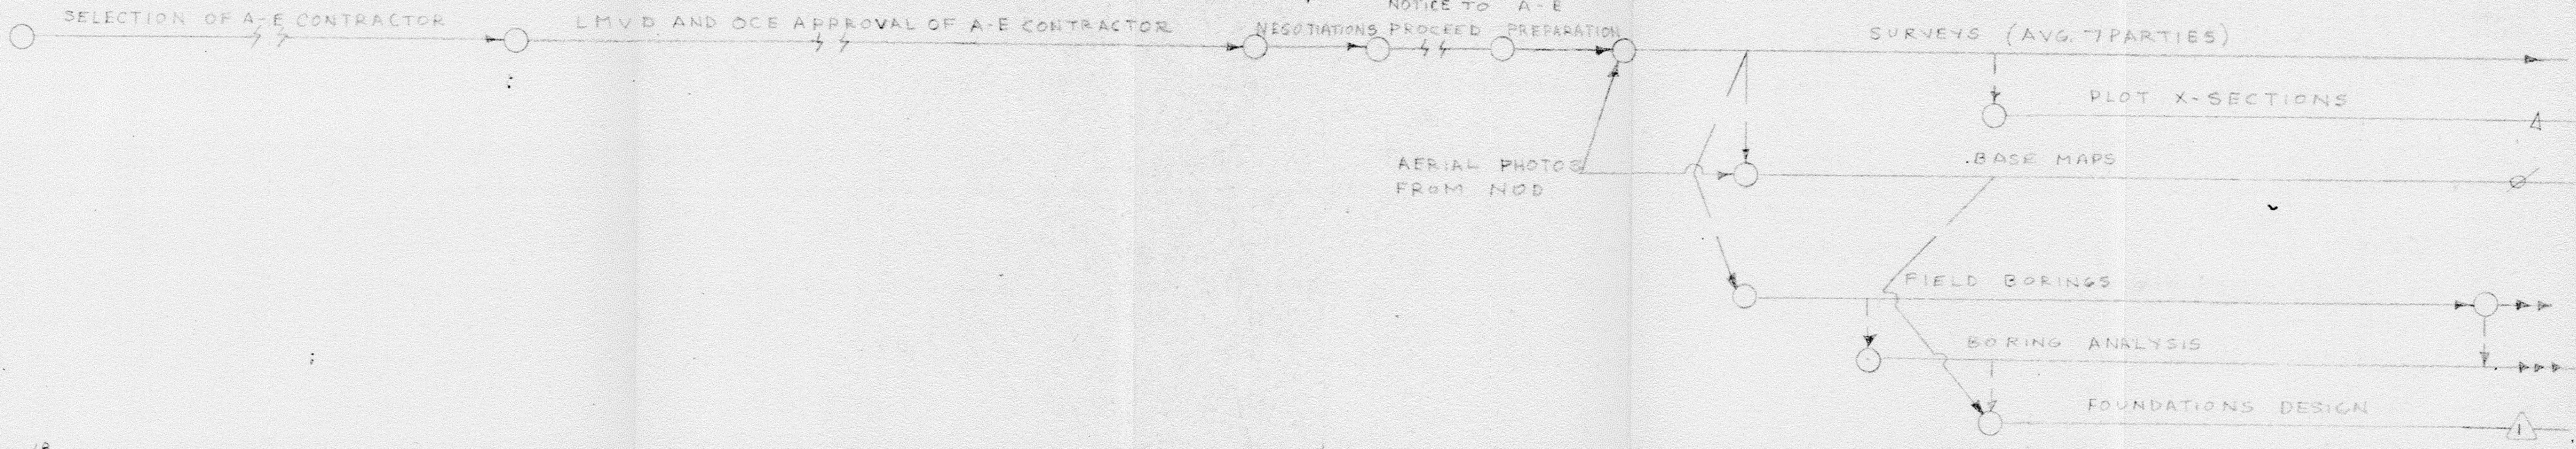 SELECTION OF A-E CONTRACTOR
LMVD AND OCE APPROVAL OF A-E CONTRACTOR
NEGOTIATIONS
NOTICE TO
PROCEED
A-E
PREPARATION
SURVEYS (AVG. 7 PARTIES)
PLOT X-SECTIONS
AERIAL PHOTOS
FROM NOD
BASE MAPS
FIELD BORINGS
BORING ANALYSIS
FOUNDATIONS DESIGN
1